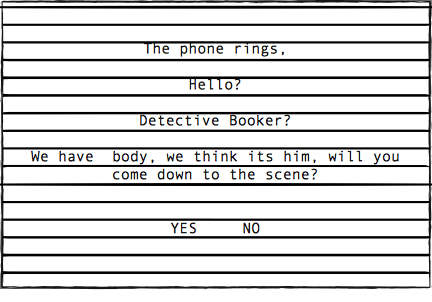 The phone rings,
Hello?
Detective Booker?
We have  body, we think its him, will you
come down to the scene?
YES     NO